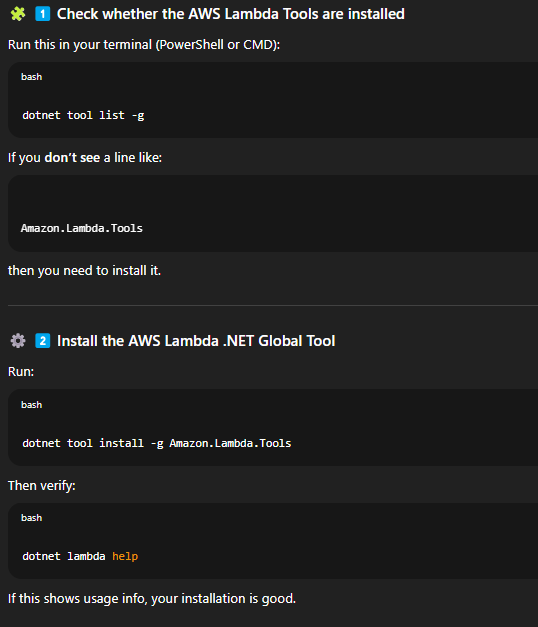 🧩 1️⃣ Check whether the AWS Lambda Tools are installed
Run this in your terminal (PowerShell or CMD):
bash
dotnet tool list -g
If you don’t see a line like:
Amazon.Lambda.Tools
then you need to install it.
⚙️ 2️⃣ Install the AWS Lambda .NET Global Tool
Run:
bash
dotnet tool install -g Amazon.Lambda.Tools
Then verify:
bash
dotnet lambda help
If this shows usage info, your installation is good.